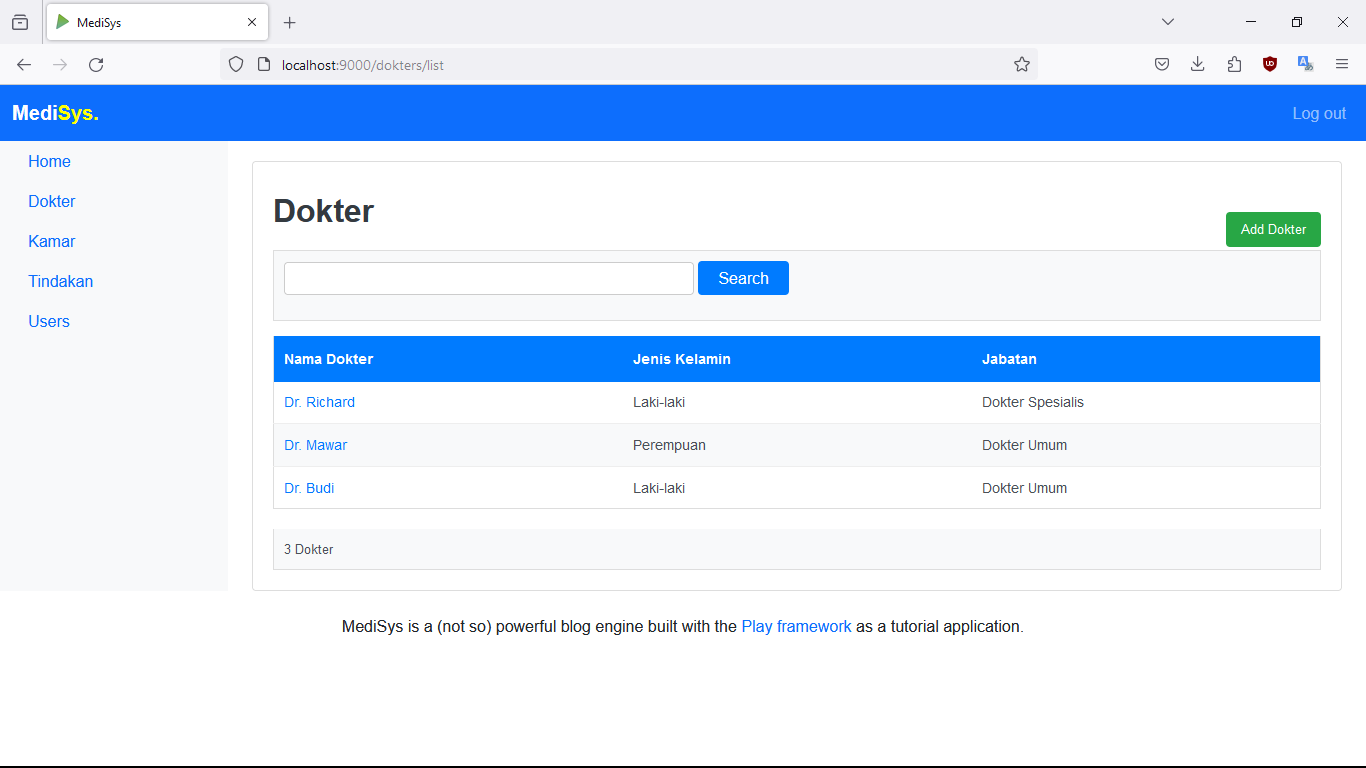 MediSys
localhost:9000/dokters/list
MediSys.
Log out
Home
Dokter
Kamar
Tindakan
Users
Dokter
Add Dokter
Search
Nama Dokter Jenis Kelamin Jabatan
Dr. Richard Laki-laki Dokter Spesialis
Dr. Mawar Perempuan Dokter Umum
Dr. Budi Laki-laki Dokter Umum
3 Dokter
MediSys is a (not so) powerful blog engine built with the Play framework as a tutorial application.